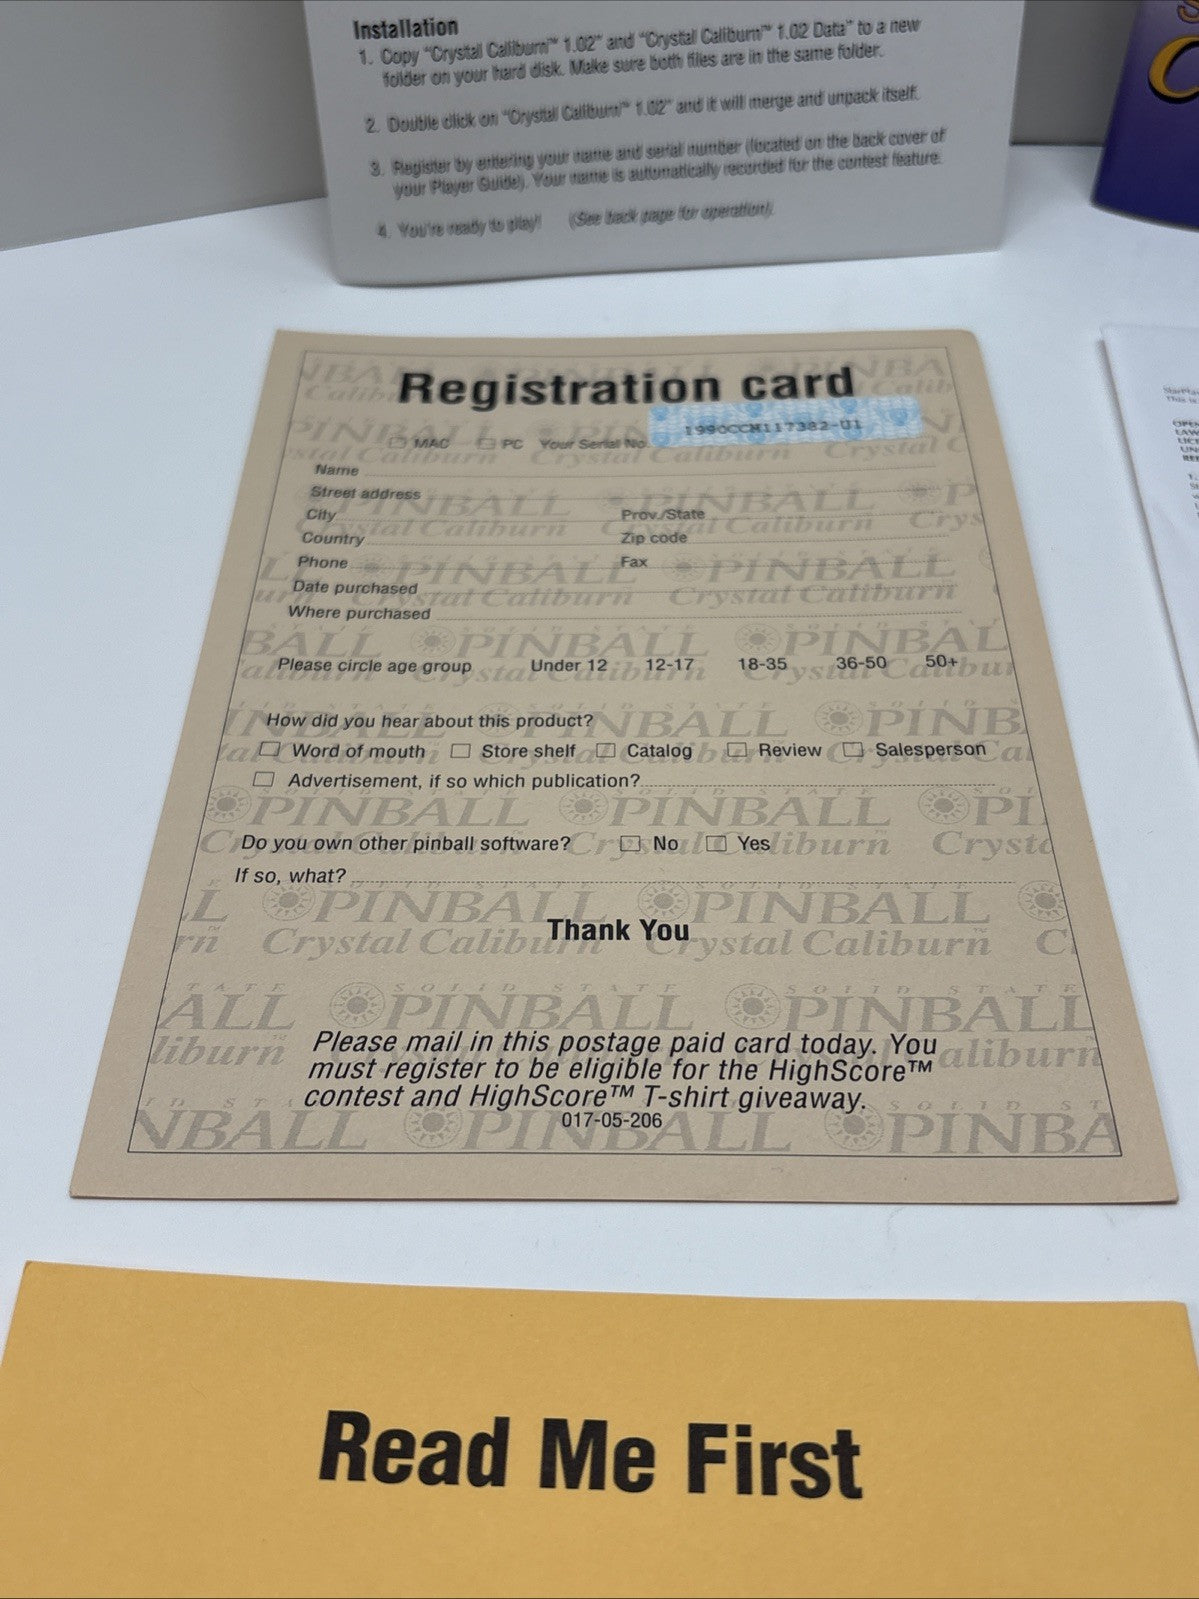 Installation
1. Copy “Crystal Caliburn™ 1.02” and “Crystal Caliburn™ 1.02 Data” to a new
folder on your hard disk. Make sure both files are in the same folder.
2. Double click on “Crystal Caliburn™ 1.02” and it will merge and unpack itself.
3. Register by entering your name and serial number (located on the back cover of
your Player Guide). Your name is automatically recorded for the contest feature.
4. You're ready to play! (See back page for operation).
Registration card
MAC PC Your Serial No. 1990CCM117382-01
Name
Street address
City Prov./State
Country Zip code
Phone Fax
Date purchased
Where purchased
Please circle age group Under 12 12-17 18-35 36-50 50+
How did you hear about this product?
Word of mouth Store shelf Catalog Review Salesperson
Advertisement, if so which publication?
Do you own other pinball software? No Yes
If so, what?
Thank You
SOLID STATE
PINBALL
Crystal Caliburn™
Please mail in this postage paid card today. You
must register to be eligible for the HighScore™
contest and HighScore™ T-shirt giveaway.
017-05-206
Read Me First